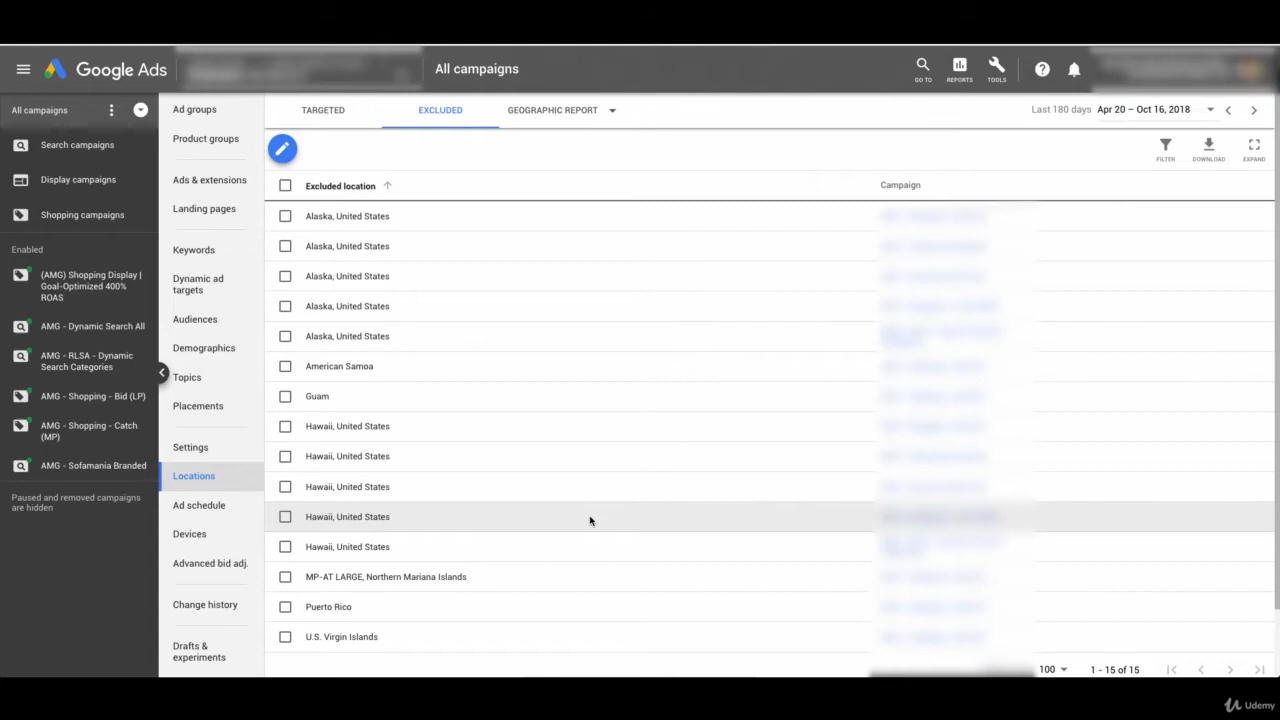 Google Ads
All campaigns
GO TO
REPORTS
TOOLS
All campaigns
Search campaigns
Display campaigns
Shopping campaigns
Enabled
(AMG) Shopping Display |
Goal-Optimized 400%
ROAS
AMG - Dynamic Search All
AMG - RLSA - Dynamic
Search Categories
AMG - Shopping - Bid (LP)
AMG - Shopping - Catch
(MP)
AMG - Sofamania Branded
Paused and removed campaigns
are hidden
Ad groups
Product groups
Ads & extensions
Landing pages
Keywords
Dynamic ad
targets
Audiences
Demographics
Topics
Placements
Settings
Locations
Ad schedule
Devices
Advanced bid adj.
Change history
Drafts &
experiments
TARGETED
EXCLUDED
GEOGRAPHIC REPORT
Last 180 days Apr 20 – Oct 16, 2018
FILTER
DOWNLOAD
EXPAND
Excluded location
Campaign
Alaska, United States
Alaska, United States
Alaska, United States
Alaska, United States
Alaska, United States
American Samoa
Guam
Hawaii, United States
Hawaii, United States
Hawaii, United States
Hawaii, United States
Hawaii, United States
MP-AT LARGE, Northern Mariana Islands
Puerto Rico
U.S. Virgin Islands
100
1 - 15 of 15
Udemy